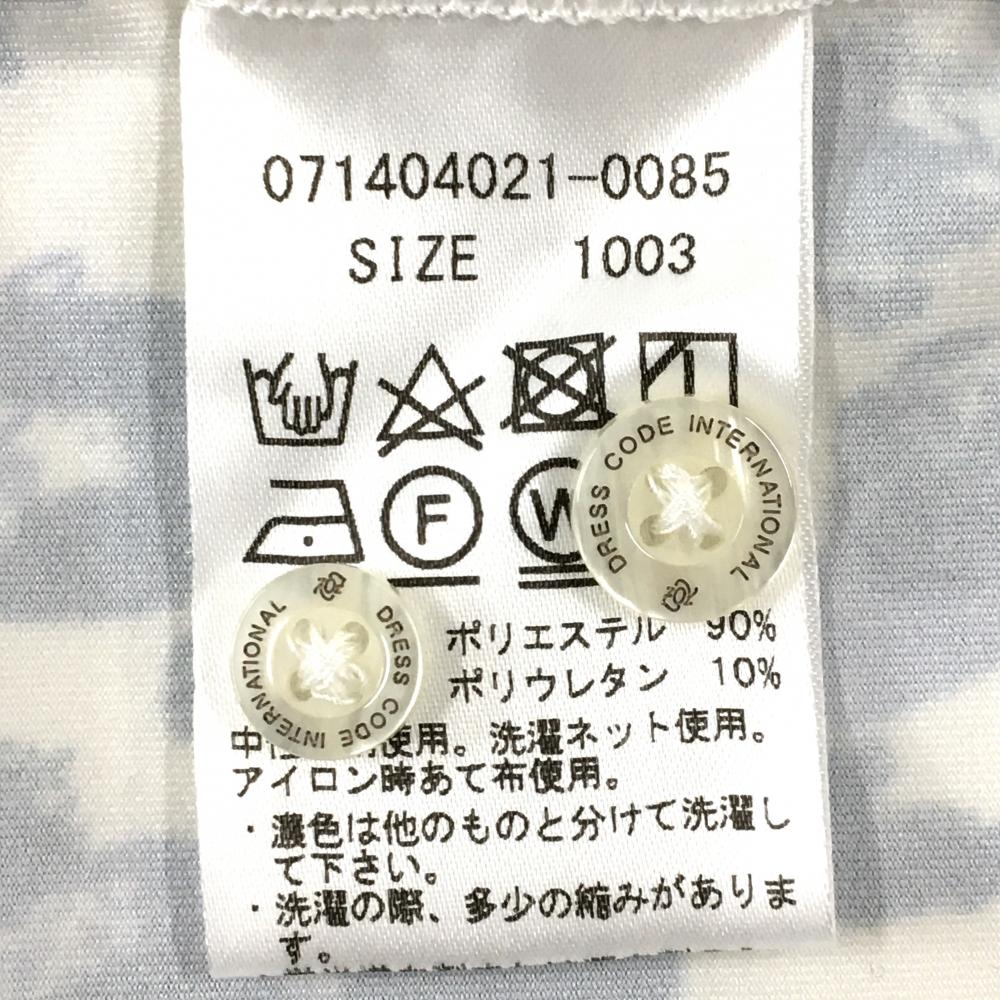 071404021-0085
SIZE 1003
F W
DRESS CODE INTERNATIONAL
DRESS CODE INTERNATIONAL
ポリエステル 90%
ポリウレタン 10%
中 使用。洗濯ネット使用。
アイロン時あて布使用。
・濃色は他のものと分けて洗濯し
て下さい。
・洗濯の際、多少の縮みがありま
す。